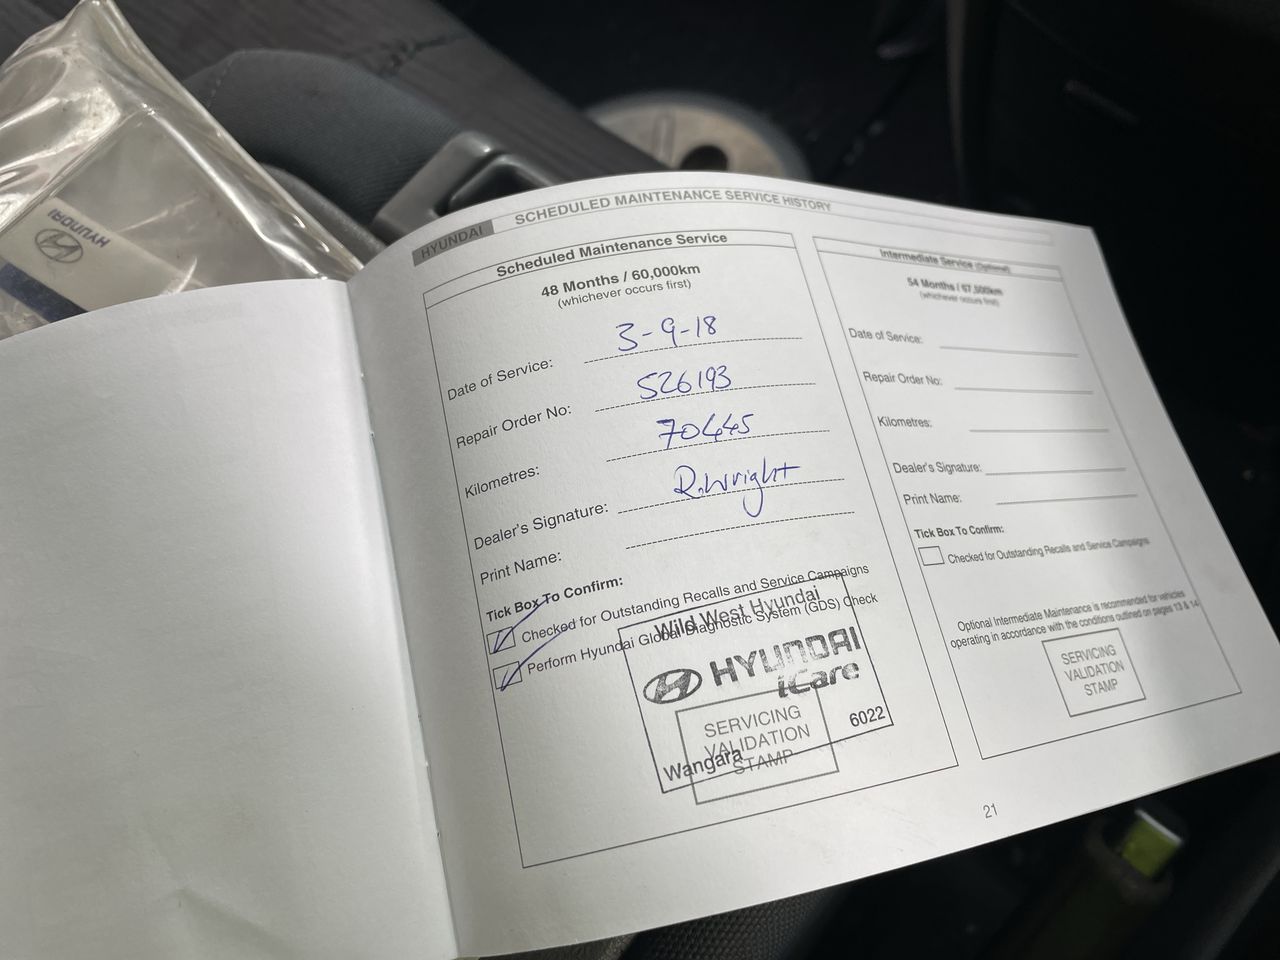 HYUNDAI
HYUNDAI SCHEDULED MAINTENANCE SERVICE HISTORY
Scheduled Maintenance Service
48 Months / 60,000km
(whichever occurs first)
Date of Service: 3-9-18
Repair Order No: 526193
Kilometres: 70445
Dealer's Signature: R.Wright
Print Name:
Tick Box To Confirm:
Checked for Outstanding Recalls and Service Campaigns
Perform Hyundai Global Diagnostic System (GDS) Check
Wild West Hyundai
HYUNDAI
iCare
6022
Wangara
SERVICING
VALIDATION
STAMP
Intermediate Service (Optional)
54 Months / 67,500km
(whichever occurs first)
Date of Service:
Repair Order No:
Kilometres:
Dealer's Signature:
Print Name:
Tick Box To Confirm:
Checked for Outstanding Recalls and Service Campaigns
Optional Intermediate Maintenance is recommended for vehicles
operating in accordance with the conditions outlined on pages 13 & 14
SERVICING
VALIDATION
STAMP
21